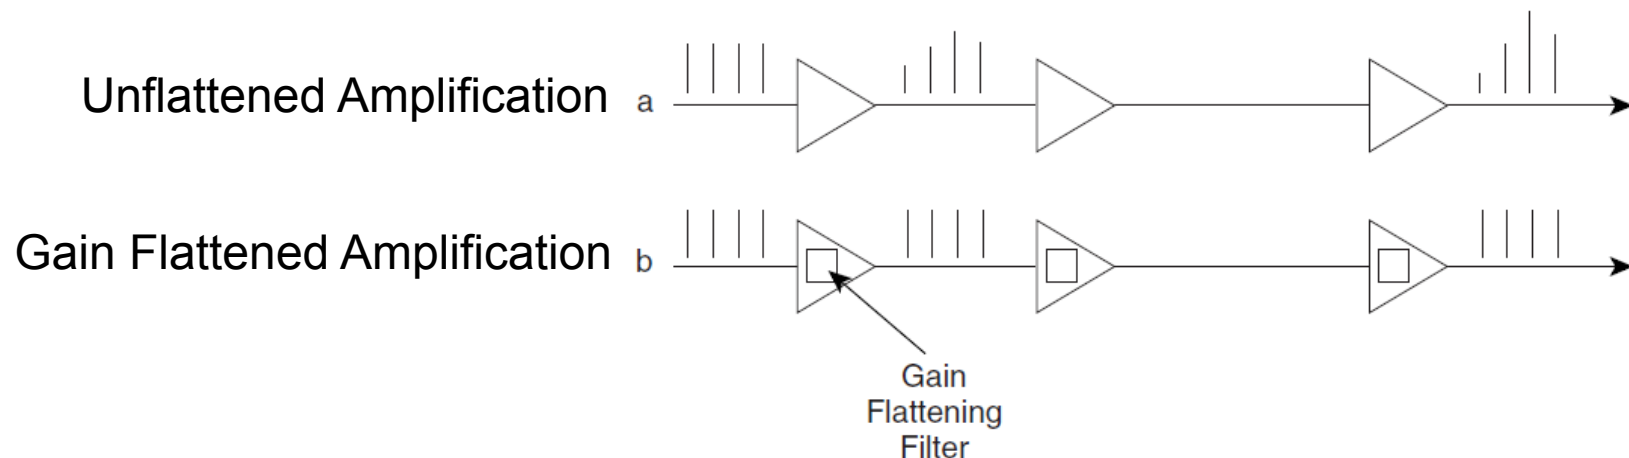 Unflattened Amplification a
Gain Flattened Amplification b
Gain
Flattening
Filter